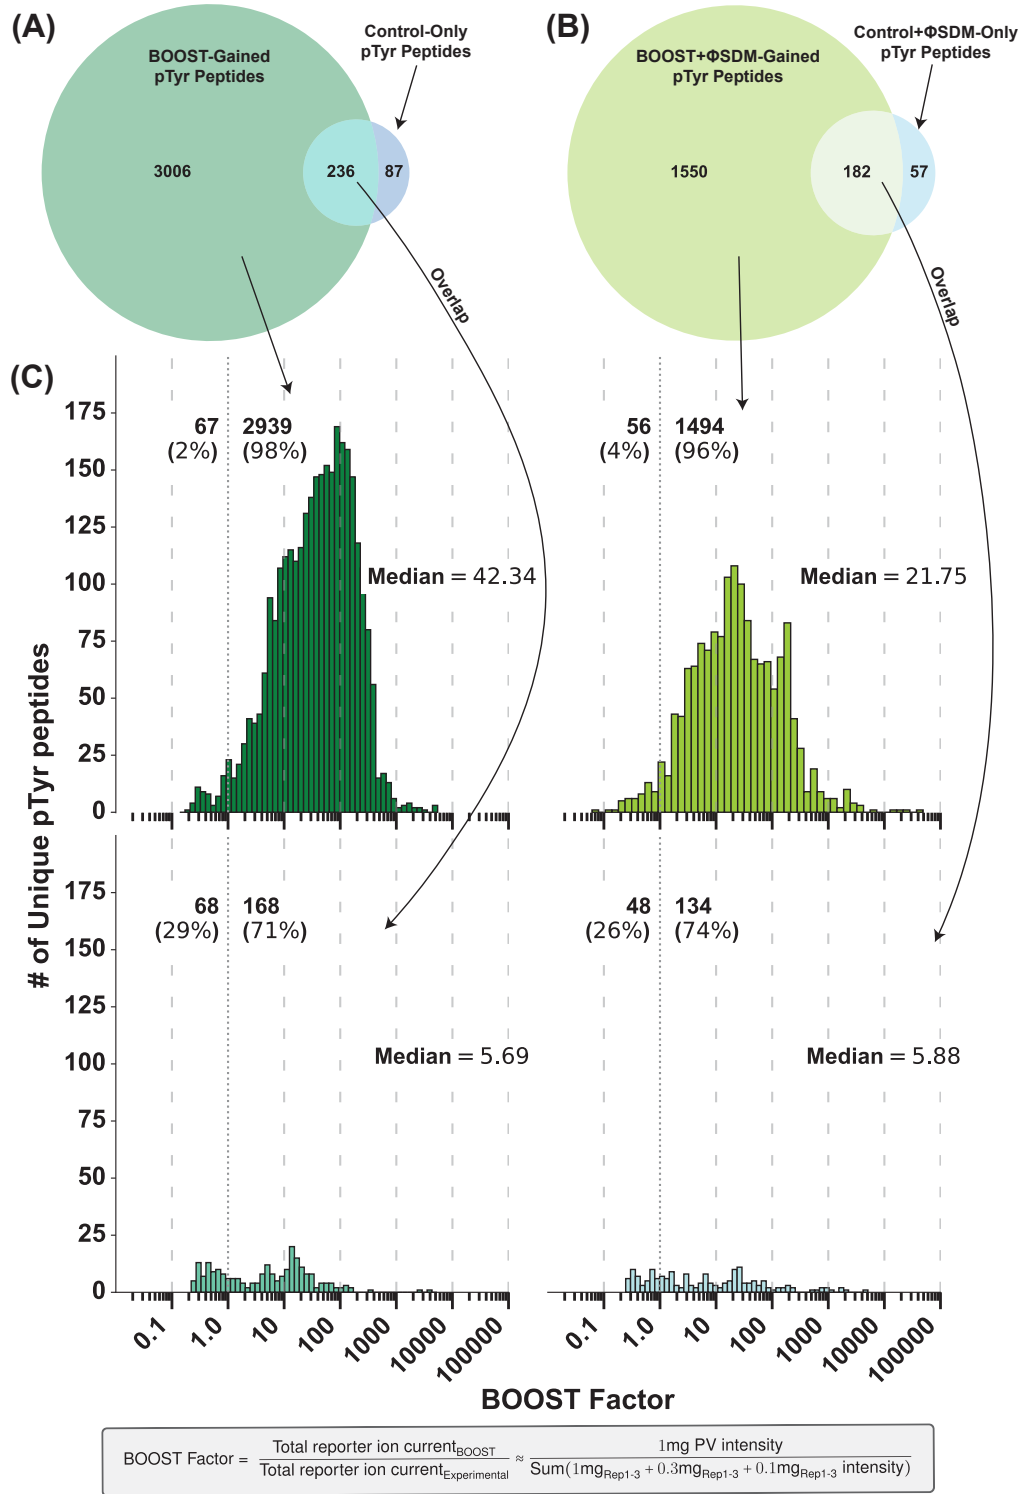 (A)
BOOST-Gained
pTyr Peptides
Control-Only
pTyr Peptides
3006
236
87
Overlap
(B)
BOOST+ΦSDM-Gained
pTyr Peptides
Control+ΦSDM-Only
pTyr Peptides
1550
182
57
Overlap
(C)
# of Unique pTyr peptides
175
150
125
100
75
50
25
0
67
(2%)
2939
(98%)
Median = 42.34
56
(4%)
1494
(96%)
Median = 21.75
175
150
125
100
75
50
25
0
68
(29%)
168
(71%)
Median = 5.69
48
(26%)
134
(74%)
Median = 5.88
0.1
1.0
10
100
1000
10000
1000000
0.1
1.0
10
100
1000
10000
1000000
BOOST Factor
BOOST Factor = Total reporter ion current_BOOST / Total reporter ion current_Experimental ≈ 1mg PV intensity / Sum(1mg_Rep1-3 + 0.3mg_Rep1-3 + 0.1mg_Rep1-3 intensity)